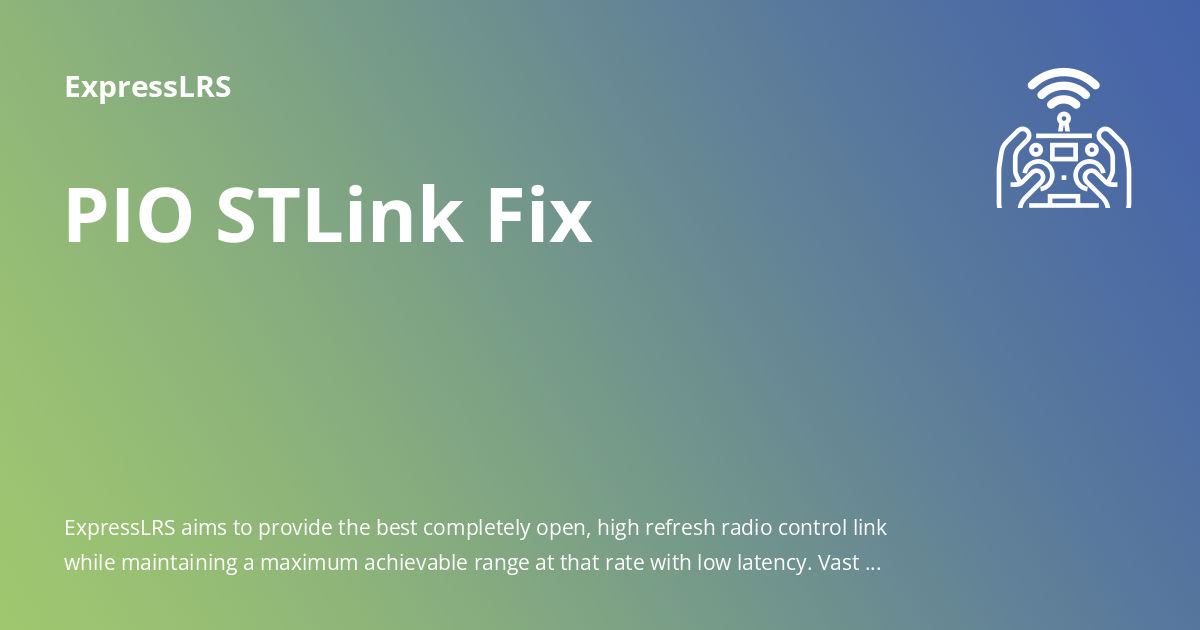 ExpressLRS
PIO STLink Fix
ExpressLRS aims to provide the best completely open, high refresh radio control link
while maintaining a maximum achievable range at that rate with low latency. Vast ...